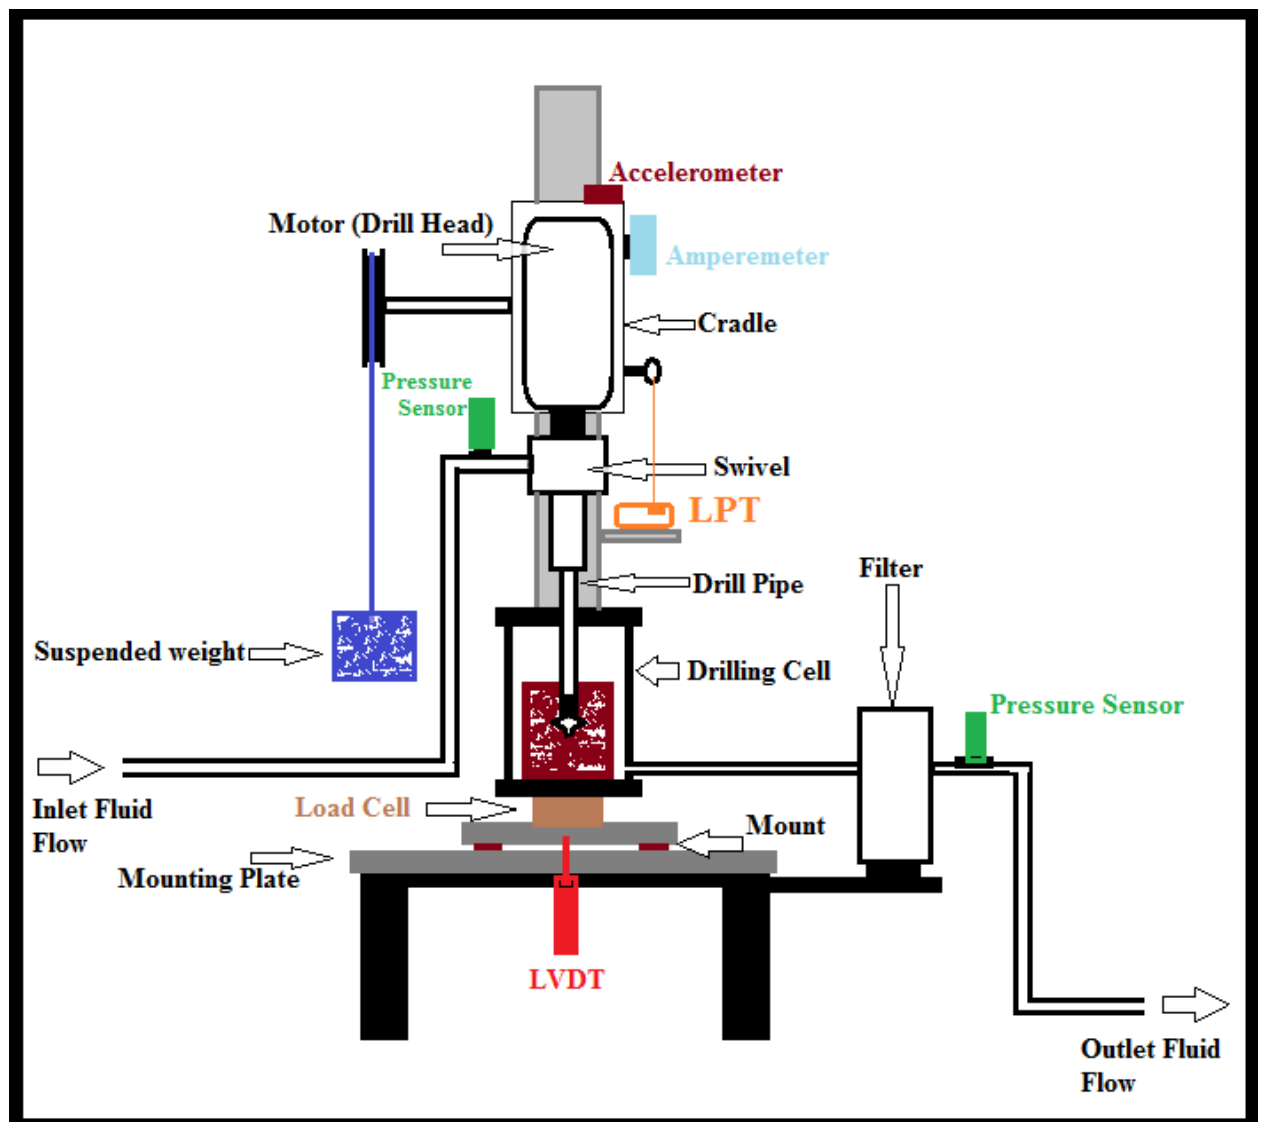 Accelerometer
Motor (Drill Head)
Amperemeter
Cradle
Pressure
Sensor
Swivel
LPT
Filter
Drill Pipe
Suspended weight
Drilling Cell
Pressure Sensor
Inlet Fluid
Flow
Load Cell
Mount
Mounting Plate
LVDT
Outlet Fluid
Flow